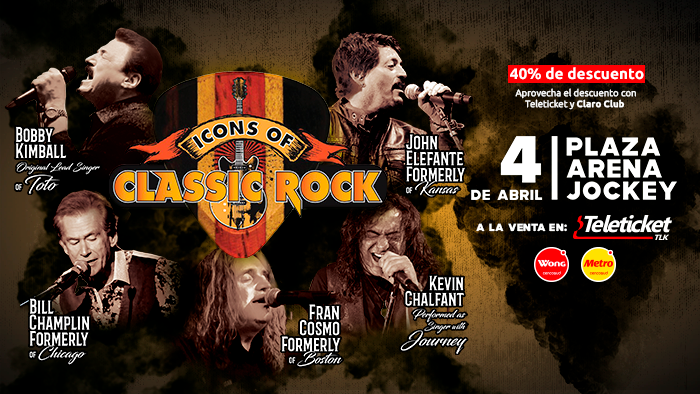 BOBBY
KIMBALL
Original Lead Singer
OF Toto
ICONS OF
CLASSIC ROCK
JOHN
ELEFANTE
FORMERLY
OF Kansas
BILL
CHAMPLIN
FORMERLY
OF Chicago
FRAN
COSMO
FORMERLY
OF Boston
KEVIN
CHALFANT
Performed as
Singer with
Journey
40% de descuento
Aprovecha el descuento con
Teleticket y Claro Club
4
DE ABRIL
PLAZA
ARENA
JOCKEY
A LA VENTA EN:
Teleticket
TLK
Wong
cencosud
Metro
cencosud